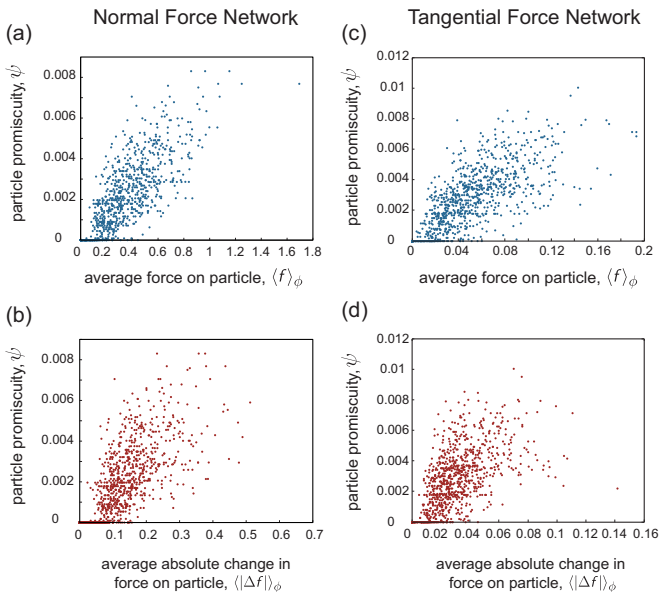 Normal Force Network
Tangential Force Network
(a)
particle promiscuity, ψ
0.008
0.006
0.004
0.002
0
0 0.2 0.4 0.6 0.8 1 1.2 1.4 1.6 1.8
average force on particle, ⟨f⟩ϕ
(c)
particle promiscuity, ψ
0.012
0.01
0.008
0.006
0.004
0.002
0
0 0.04 0.08 0.12 0.16 0.2
average force on particle, ⟨f⟩ϕ
(b)
particle promiscuity, ψ
0.008
0.006
0.004
0.002
0
0 0.1 0.2 0.3 0.4 0.5 0.6 0.7
average absolute change in
force on particle, ⟨|Δf|⟩ϕ
(d)
particle promiscuity, ψ
0.012
0.01
0.008
0.006
0.004
0.002
0
0 0.02 0.04 0.06 0.08 0.1 0.12 0.14 0.16
average absolute change in
force on particle, ⟨|Δf|⟩ϕ